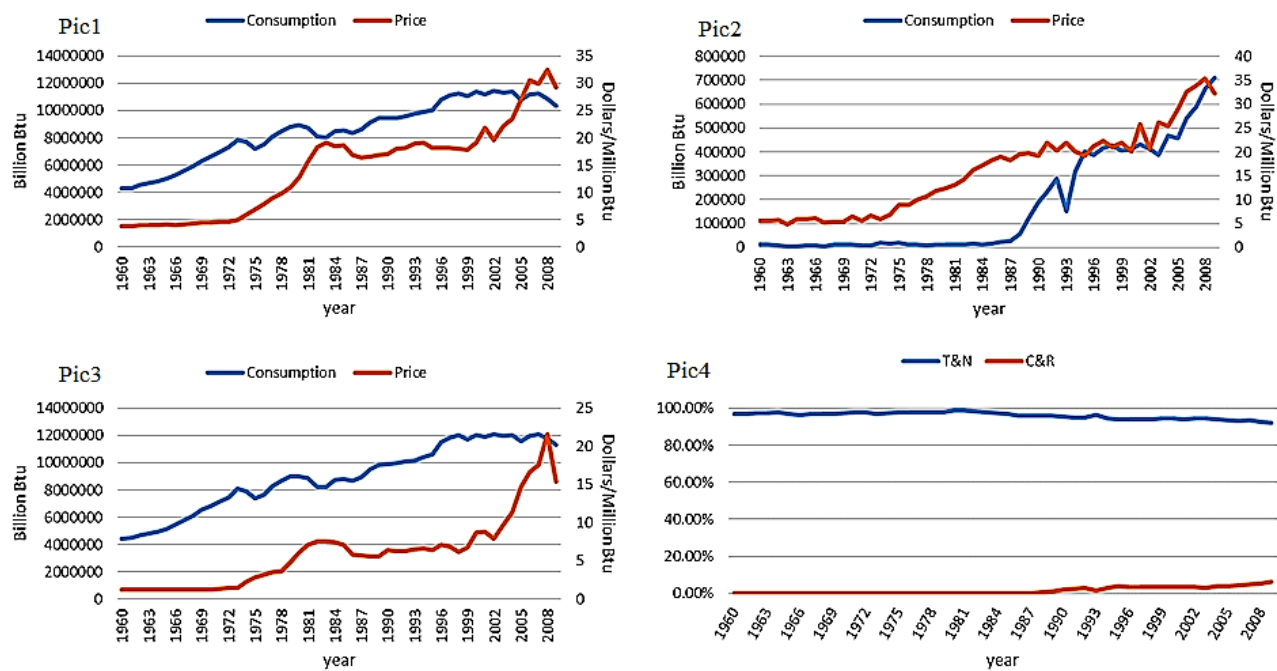 Pic1
Consumption Price
14000000 35
12000000 30
10000000 25
8000000 20
6000000 15
4000000 10
2000000 5
0 0
Billion Btu
Dollars/Million Btu
1960 1963 1966 1969 1972 1975 1978 1981 1984 1987 1990 1993 1996 1999 2002 2005 2008
year
Pic2
Consumption Price
800000 40
700000 35
600000 30
500000 25
400000 20
300000 15
200000 10
100000 5
0 0
Billion Btu
Dollars/Million Btu
1960 1963 1966 1969 1972 1975 1978 1981 1984 1987 1990 1993 1996 1999 2002 2005 2008
year
Pic3
Consumption Price
14000000 25
12000000 20
10000000 15
8000000 10
6000000 5
4000000 0
2000000
0
Billion Btu
Dollars/Million Btu
1960 1963 1966 1969 1972 1975 1978 1981 1984 1987 1990 1993 1996 1999 2002 2005 2008
year
Pic4
T&N C&R
100.00%
80.00%
60.00%
40.00%
20.00%
0.00%
1960 1963 1966 1969 1972 1975 1978 1981 1984 1987 1990 1993 1996 1999 2002 2005 2008
year